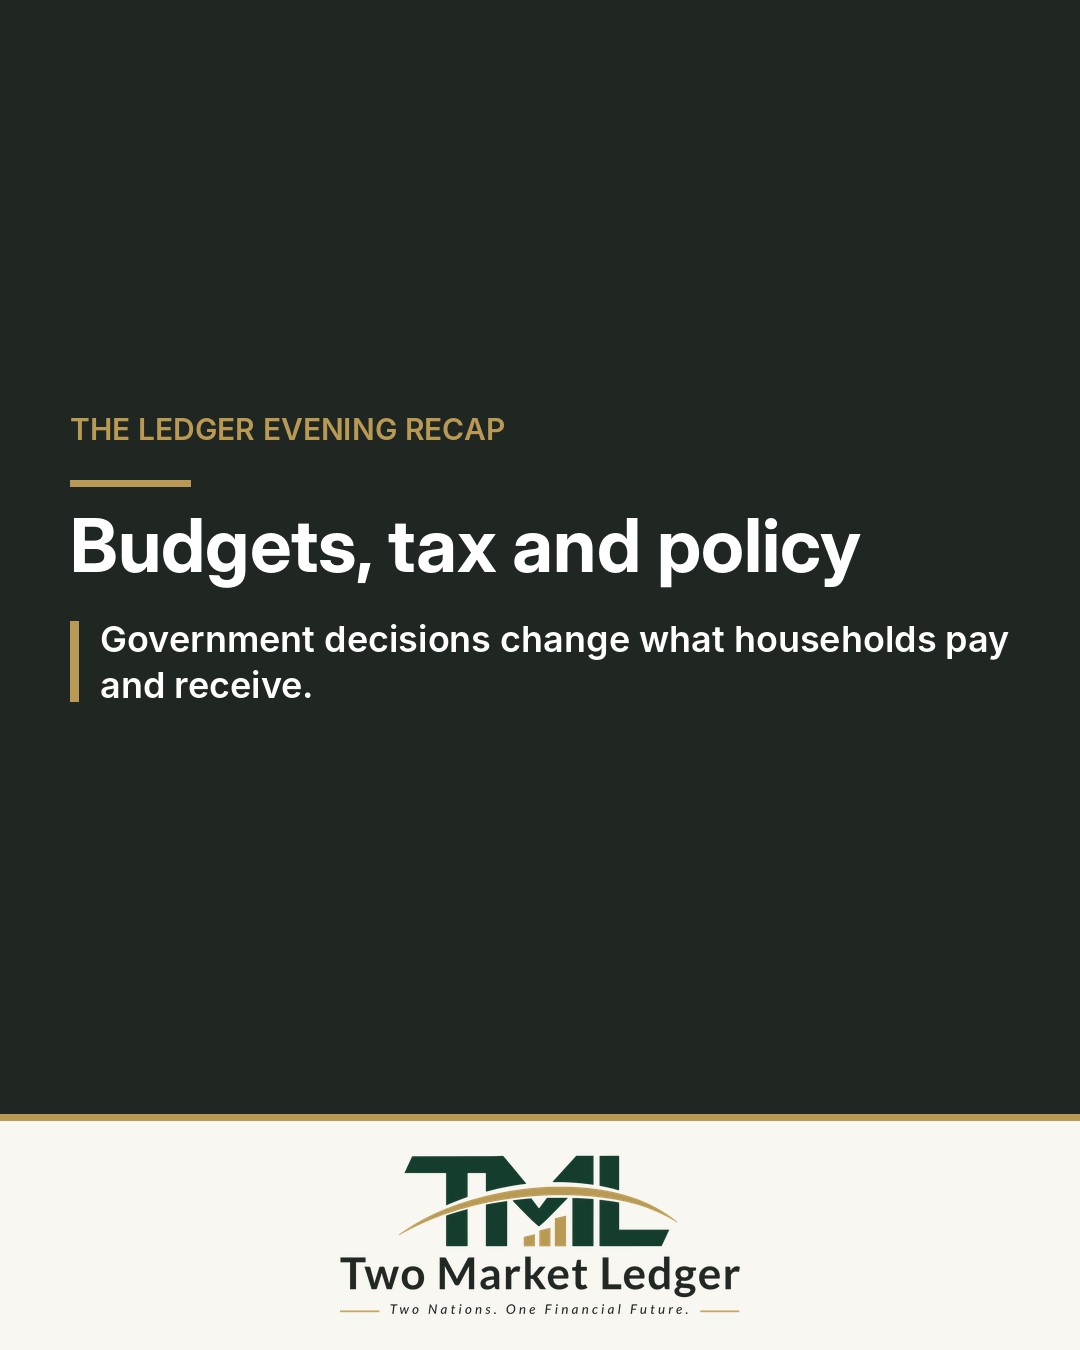 THE LEDGER EVENING RECAP
Budgets, tax and policy
Government decisions change what households pay
and receive.
TML
Two Market Ledger
Two Nations. One Financial Future.